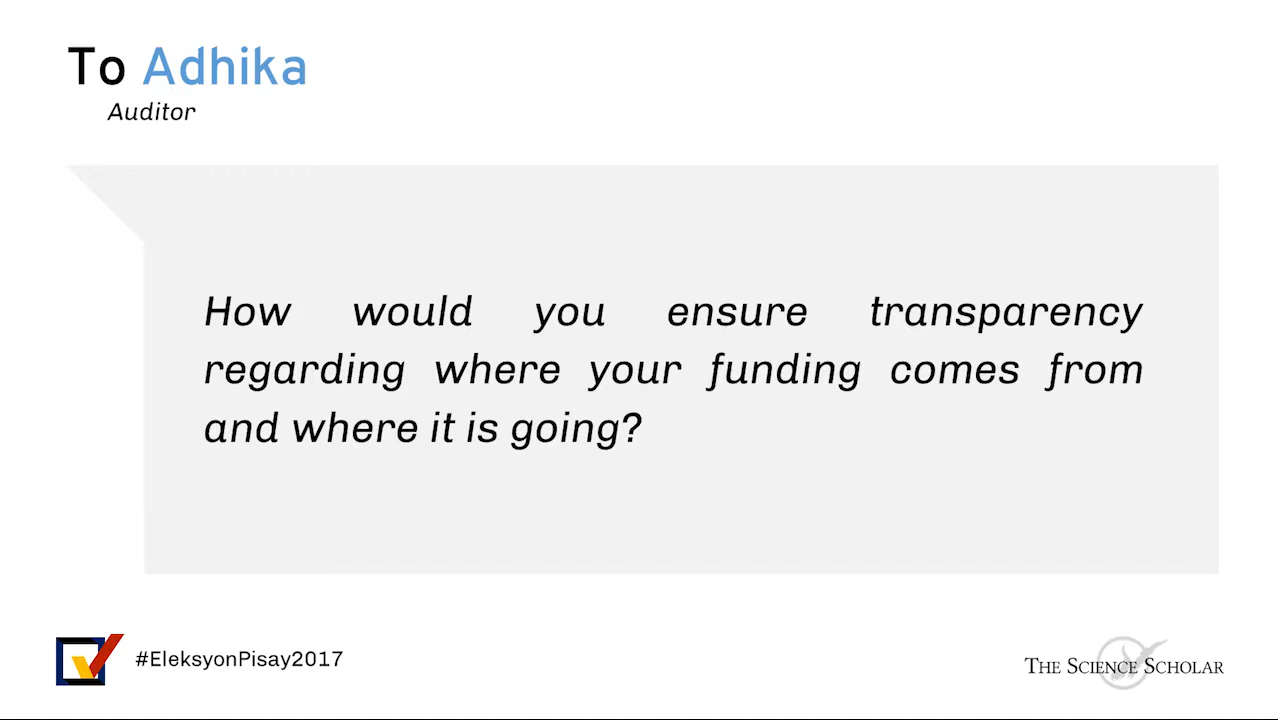 To Adhika
Auditor
How would you ensure transparency
regarding where your funding comes from
and where it is going?
#EleksyonPisay2017
THE SCIENCE SCHOLAR